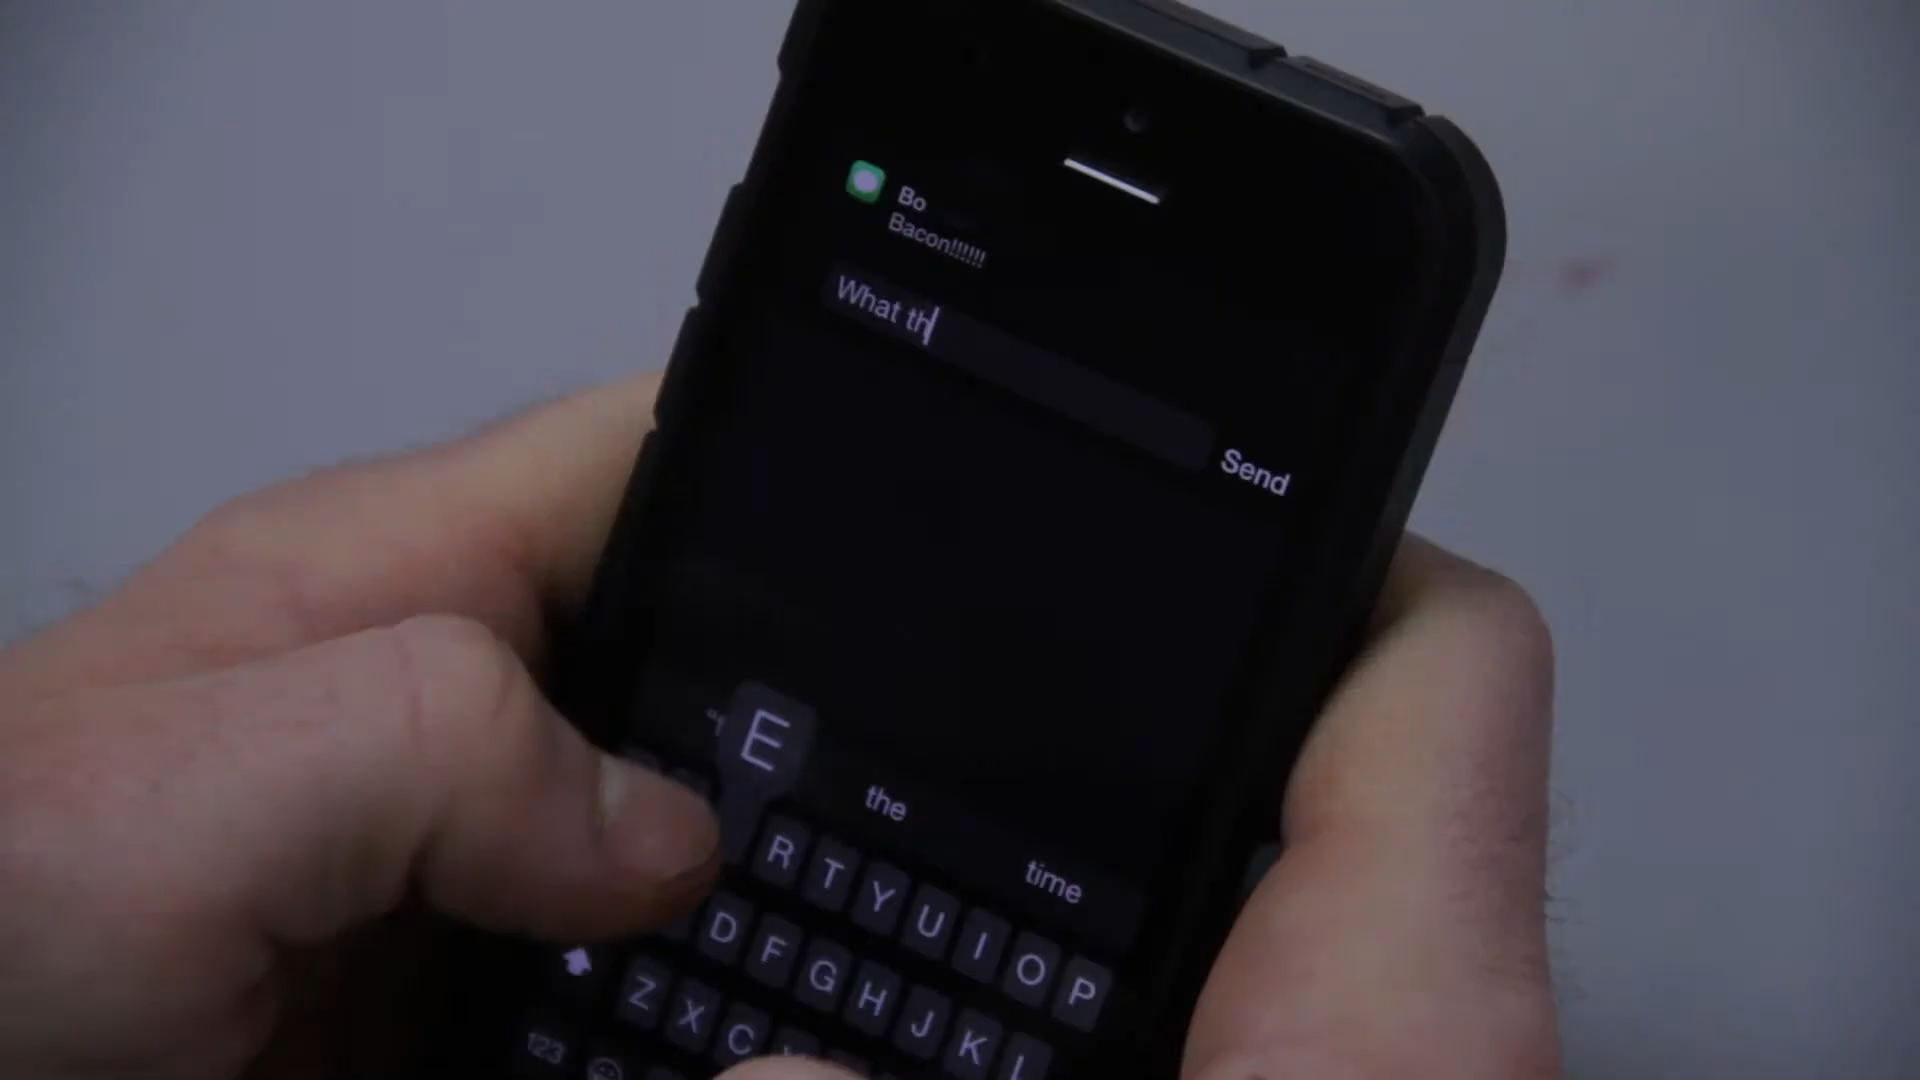 Bo
Bacon!!!!!!
What th
Send
E
the
time
R T Y U I O P
D F G H J K L
Z X C
123